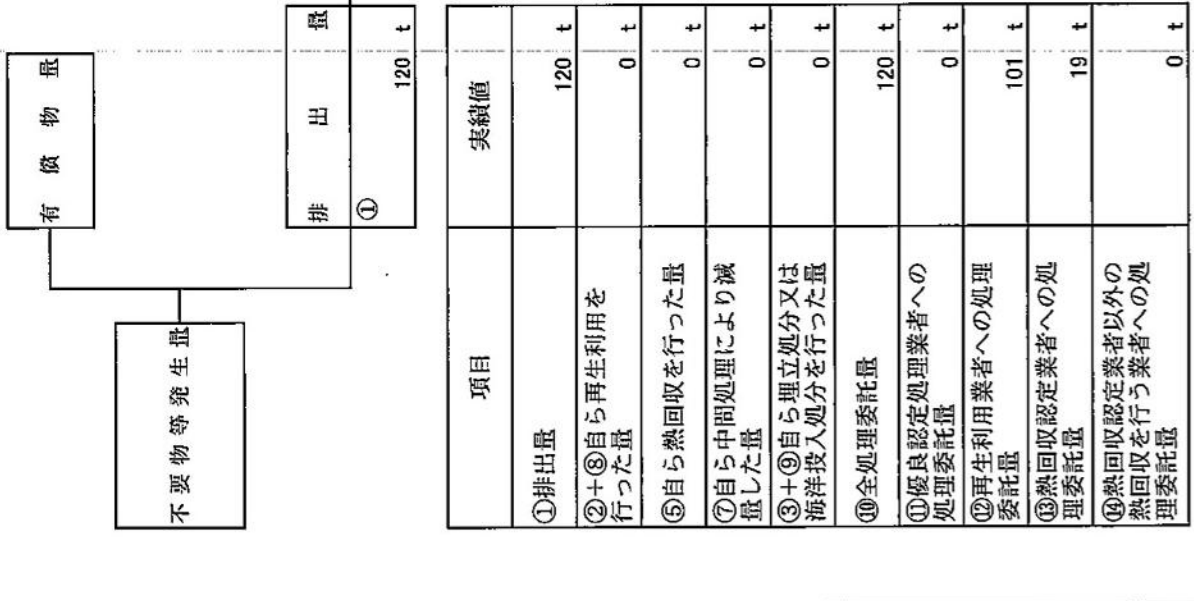 有償物量
不要物等発生量
排出量
①
120 t
項目
実績値
①排出量
120 t
②+⑧自ら再生利用を
行った量
0 t
⑤自ら熱回収を行った量
0 t
⑦自ら中間処理により減
量した量
0 t
③+⑨自ら埋立処分又は
海洋投入処分を行った量
0 t
⑩全処理委託量
120 t
⑪優良認定処理業者への
処理委託量
0 t
⑫再生利用業者への処理
委託量
101 t
⑬熱回収認定業者への処
理委託量
19 t
⑭熱回収認定業者以外の
熱回収を行う業者への処
理委託量
0 t